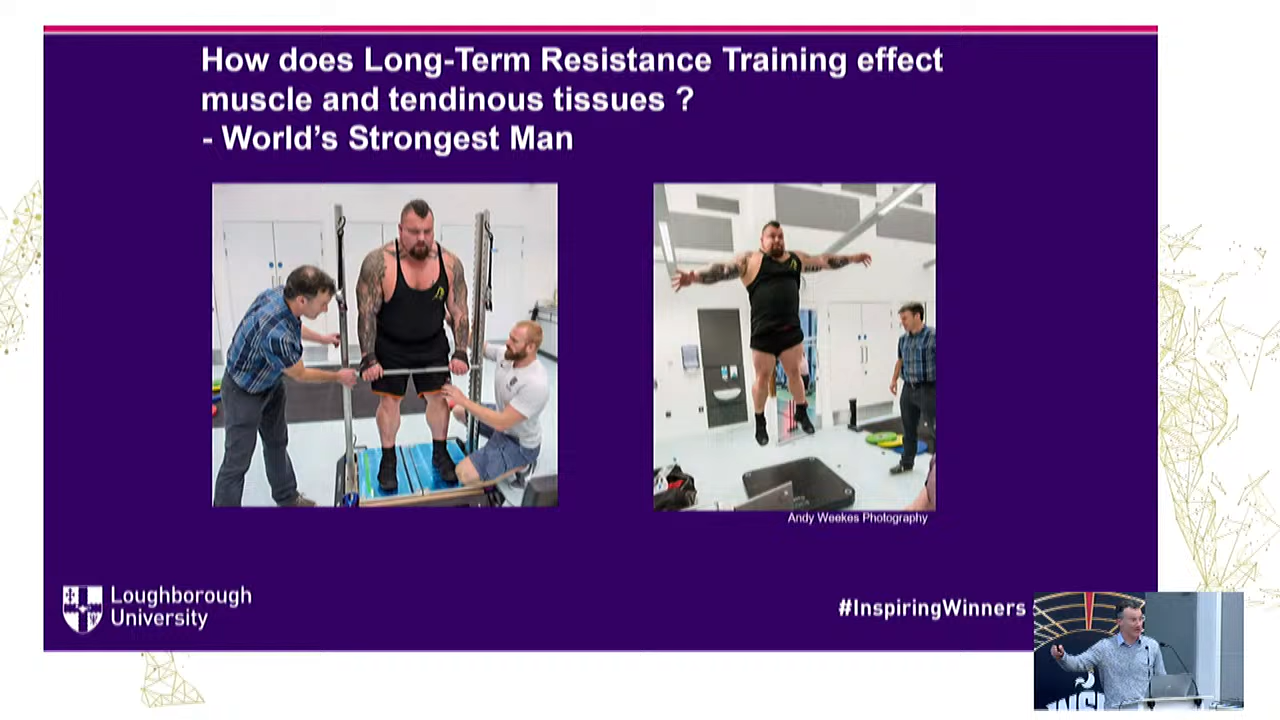 How does Long-Term Resistance Training effect
muscle and tendinous tissues ?
- World's Strongest Man
Andy Weekes Photography
Loughborough
University
#InspiringWinners